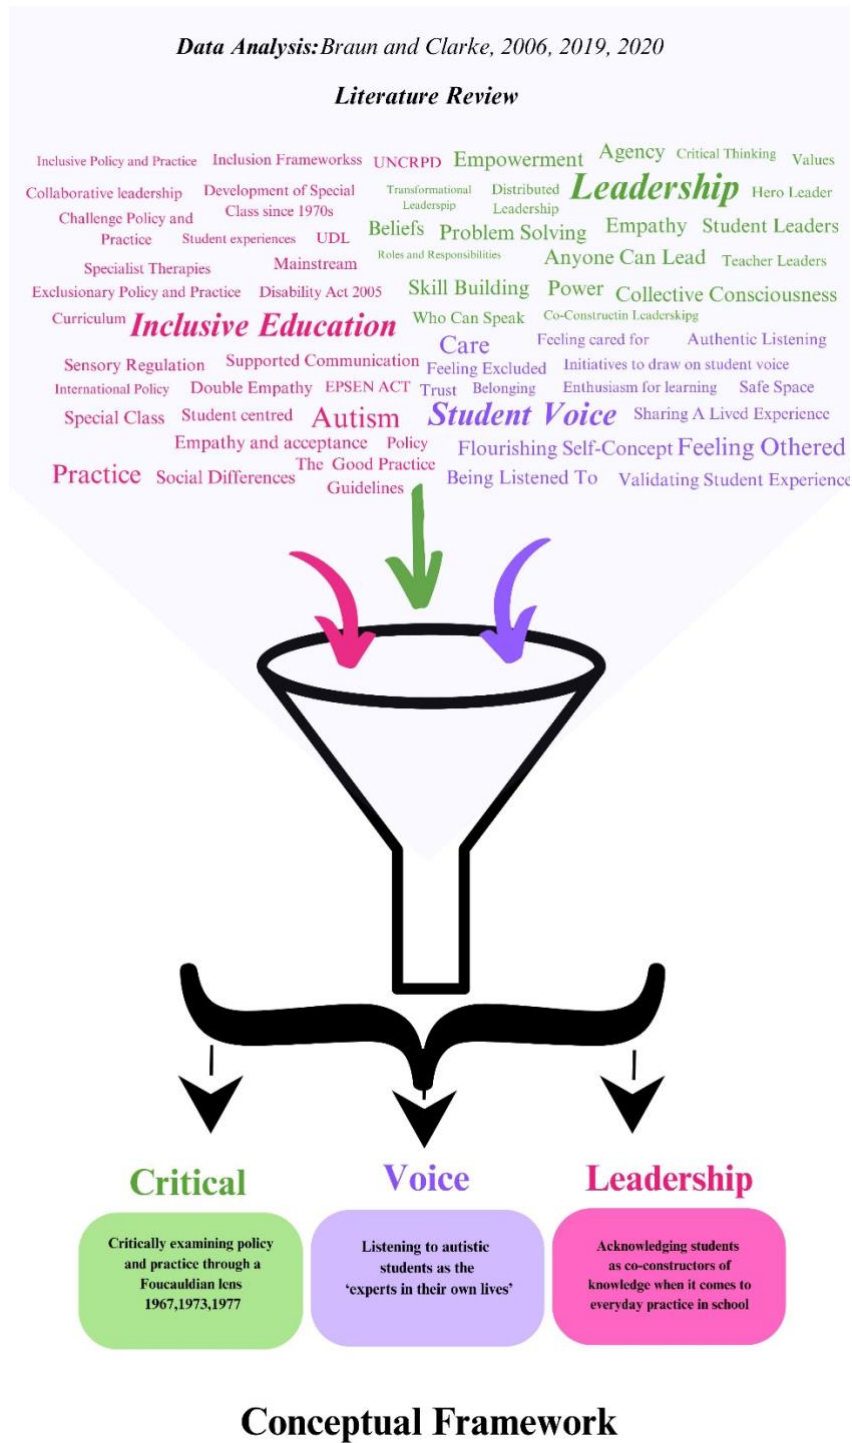 Data Analysis:Braun and Clarke, 2006, 2019, 2020
Literature Review
Inclusive Policy and Practice Inclusion Frameworkss UNCRPD Empowerment Agency Critical Thinking Values
Collaborative leadership Development of Special Class since 1970s Transformational Leaderspip Distributed Leadership Leadership Hero Leader
Challenge Policy and Practice Student experiences UDL Beliefs Problem Solving Empathy Student Leaders
Specialist Therapies Mainstream Roles and Responsibilities Anyone Can Lead Teacher Leaders
Exclusionary Policy and Practice Disability Act 2005 Skill Building Power Collective Consciousness
Curriculum Inclusive Education Who Can Speak Co-Constructin Leaderskipg
Care Feeling cared for Authentic Listening
Sensory Regulation Supported Communication Feeling Excluded Initiatives to draw on student voice
International Policy Double Empathy EPSEN ACT Trust Belonging Enthusiasm for learning Safe Space
Special Class Student centred Autism Student Voice Sharing A Lived Experience
Empathy and acceptance Policy Flourishing Self-Concept Feeling Othered
Practice Social Differences The Good Practice Guidelines Being Listened To Validating Student Experience
Critical
Critically examining policy
and practice through a
Foucauldian lens
1967,1973,1977
Voice
Listening to autistic
students as the
‘experts in their own lives’
Leadership
Acknowledging students
as co-constructors of
knowledge when it comes to
everyday practice in school
Conceptual Framework